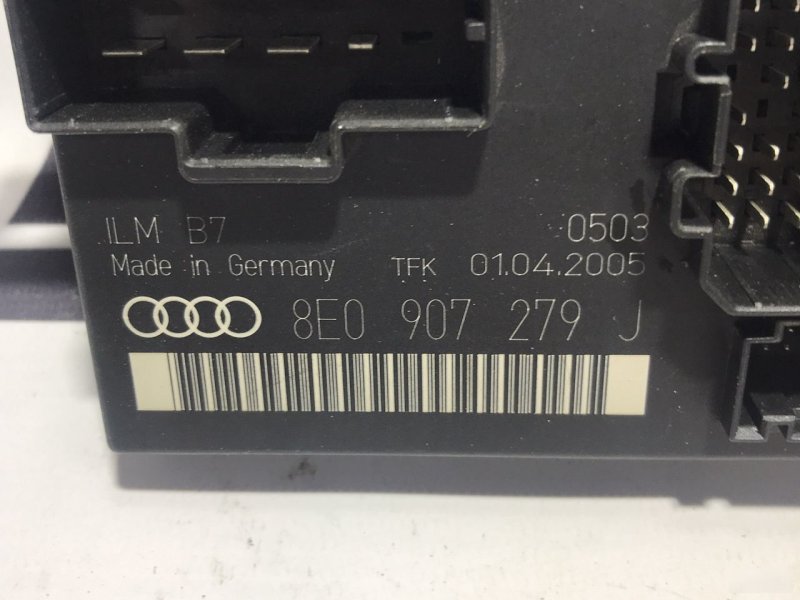 ILM B7 0503
Made in Germany TFK 01.04.2005
8E0 907 279 J